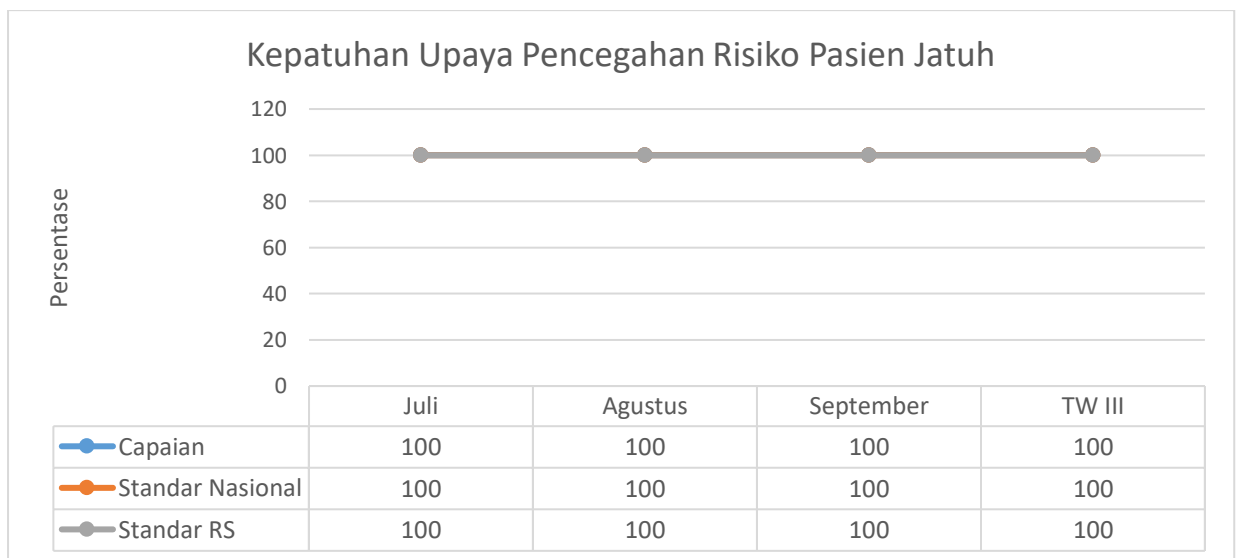 Kepatuhan Upaya Pencegahan Risiko Pasien Jatuh
Persentase
120
100
80
60
40
20
0
Juli Agustus September TW III
Capaian 100 100 100 100
Standar Nasional 100 100 100 100
Standar RS 100 100 100 100